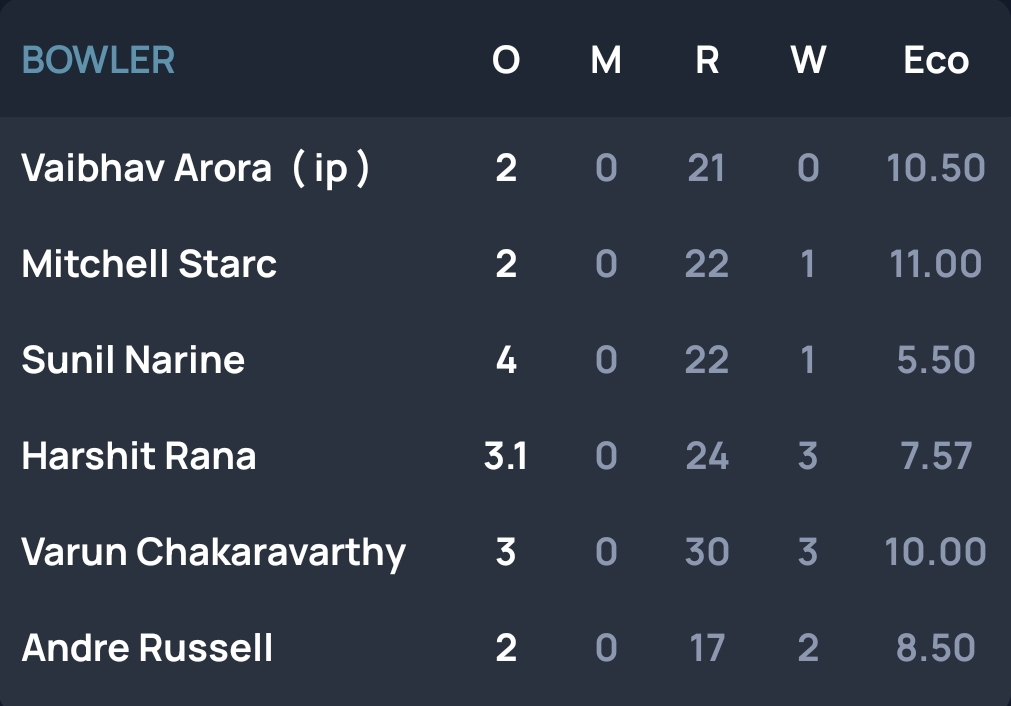 BOWLER O M R W Eco
Vaibhav Arora ( ip ) 2 0 21 0 10.50
Mitchell Starc 2 0 22 1 11.00
Sunil Narine 4 0 22 1 5.50
Harshit Rana 3.1 0 24 3 7.57
Varun Chakaravarthy 3 0 30 3 10.00
Andre Russell 2 0 17 2 8.50